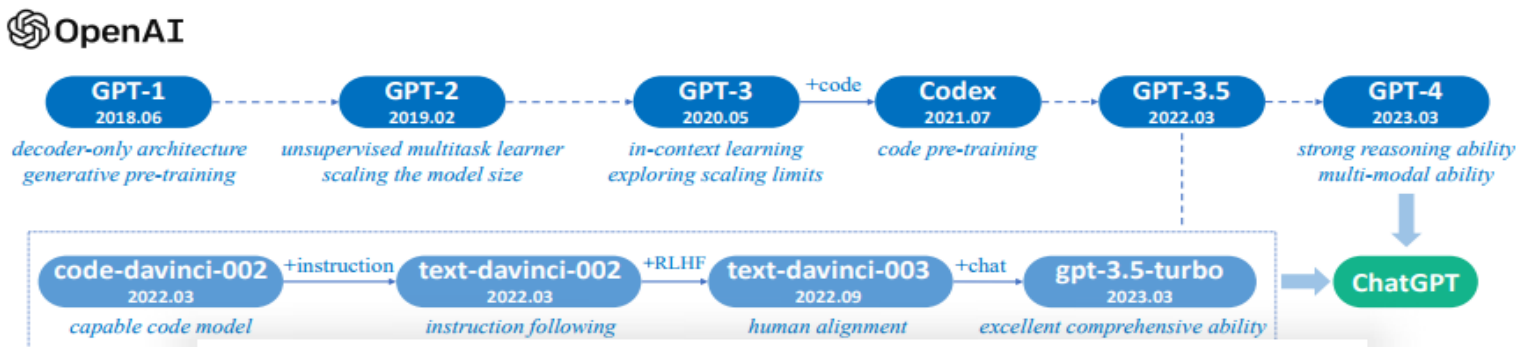 OpenAI
GPT-1
2018.06
decoder-only architecture
generative pre-training
GPT-2
2019.02
unsupervised multitask learner
scaling the model size
GPT-3
2020.05
in-context learning
exploring scaling limits
+code
Codex
2021.07
code pre-training
GPT-3.5
2022.03
GPT-4
2023.03
strong reasoning ability
multi-modal ability
code-davinci-002
2022.03
capable code model
+instruction
text-davinci-002
2022.03
instruction following
+RLHF
text-davinci-003
2022.09
human alignment
+chat
gpt-3.5-turbo
2023.03
excellent comprehensive ability
ChatGPT